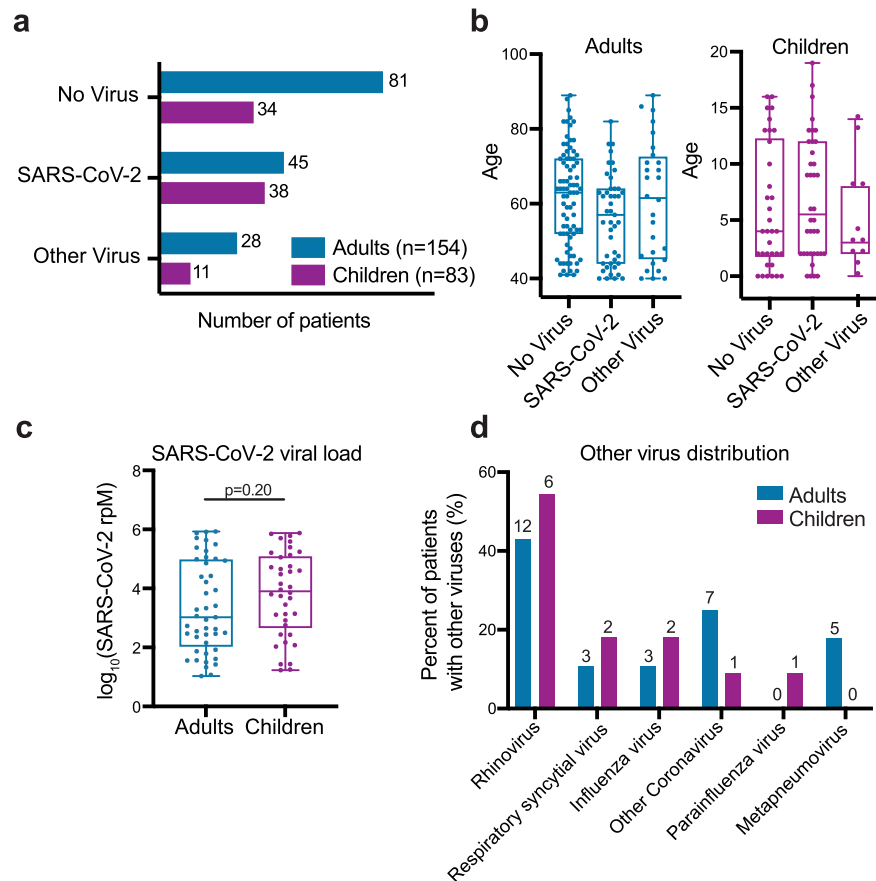 a
No Virus
81
34
SARS-CoV-2
45
38
Other Virus
28
11
Adults (n=154)
Children (n=83)
Number of patients
b
Adults
Age
100
80
60
40
No Virus
SARS-CoV-2
Other Virus
Children
Age
20
15
10
5
0
No Virus
SARS-CoV-2
Other Virus
c
SARS-CoV-2 viral load
p=0.20
log₁₀(SARS-CoV-2 rpM)
8
6
4
2
0
Adults
Children
d
Other virus distribution
Adults
Children
Percent of patients
with other viruses (%)
60
40
20
0
12
6
3
2
3
2
7
1
0
1
5
0
Rhinovirus
Respiratory syncytial virus
Influenza virus
Other Coronavirus
Parainfluenza virus
Metapneumovirus